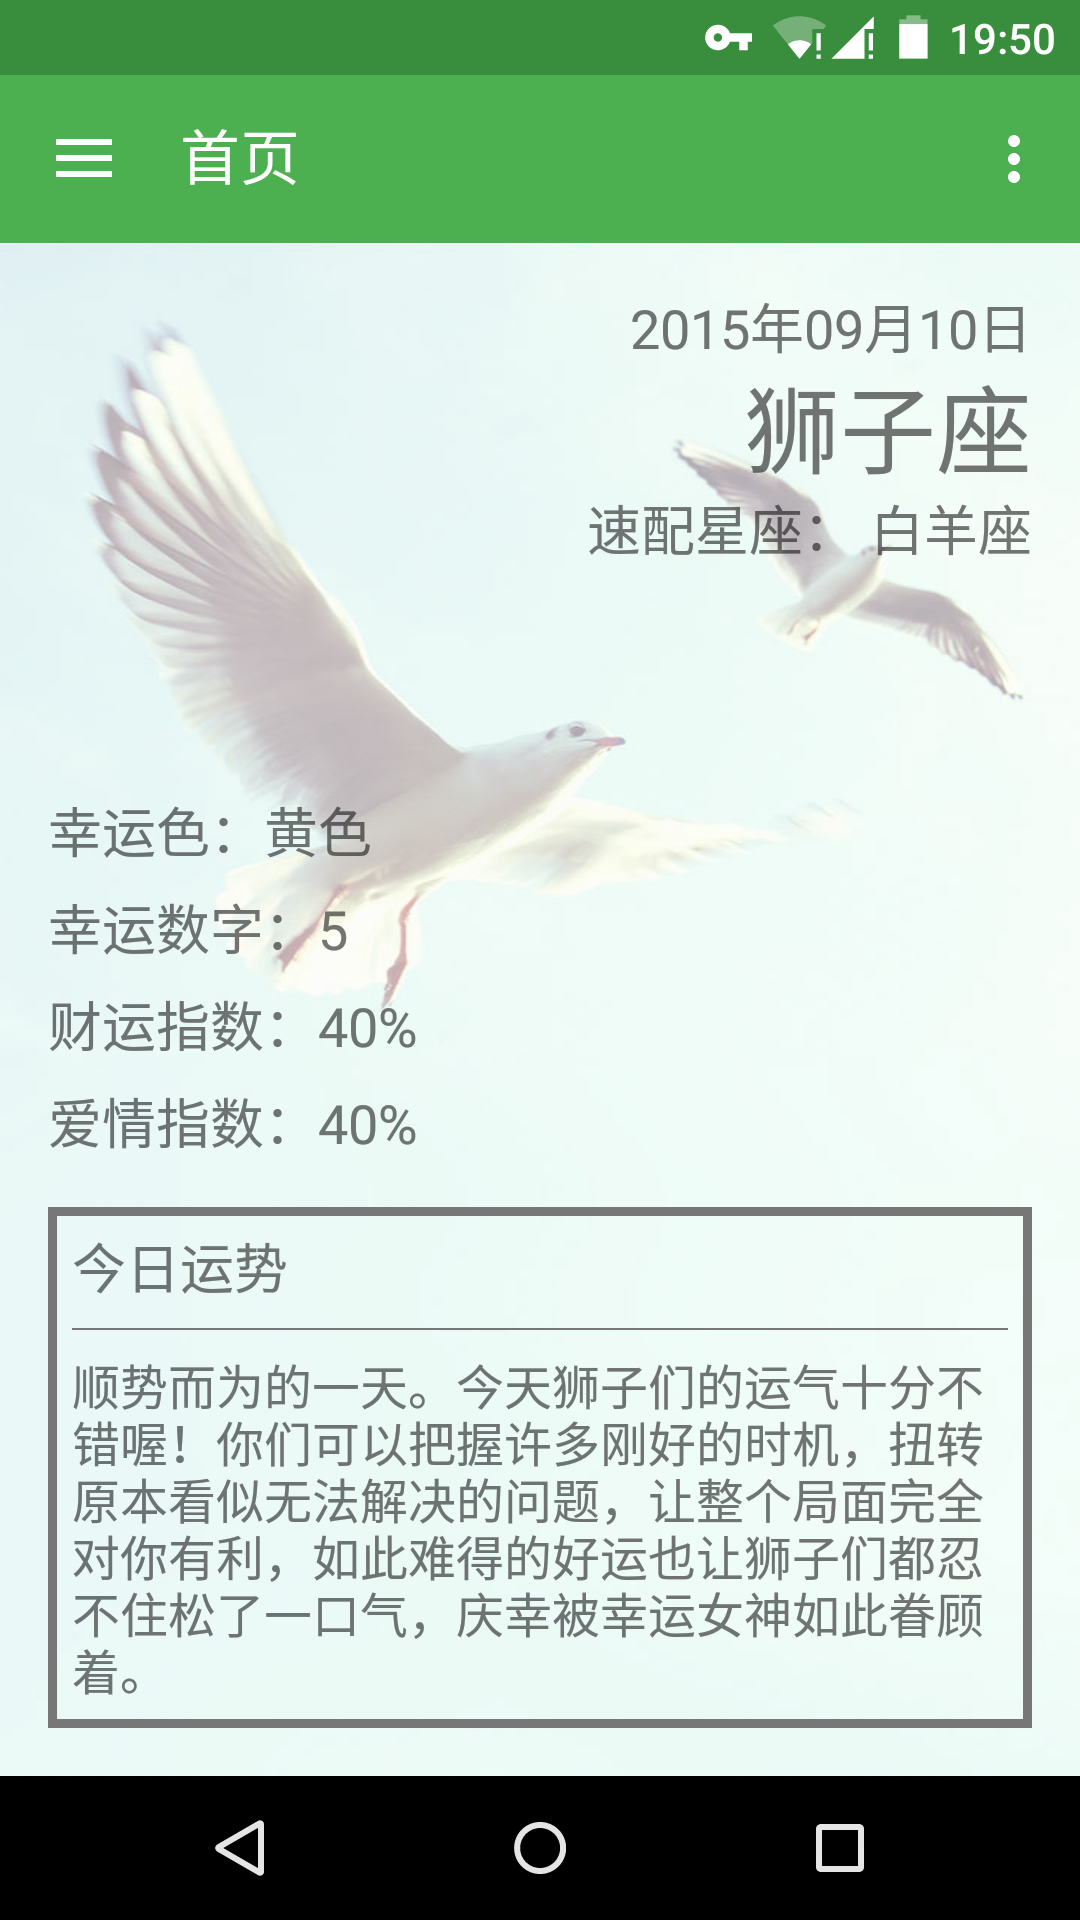 19:50
首页
2015年09月10日
狮子座
速配星座： 白羊座
幸运色：黄色
幸运数字：5
财运指数：40%
爱情指数：40%
今日运势
顺势而为的一天。今天狮子们的运气十分不
错喔！你们可以把握许多刚好的时机，扭转
原本看似无法解决的问题，让整个局面完全
对你有利，如此难得的好运也让狮子们都忍
不住松了一口气，庆幸被幸运女神如此眷顾
着。